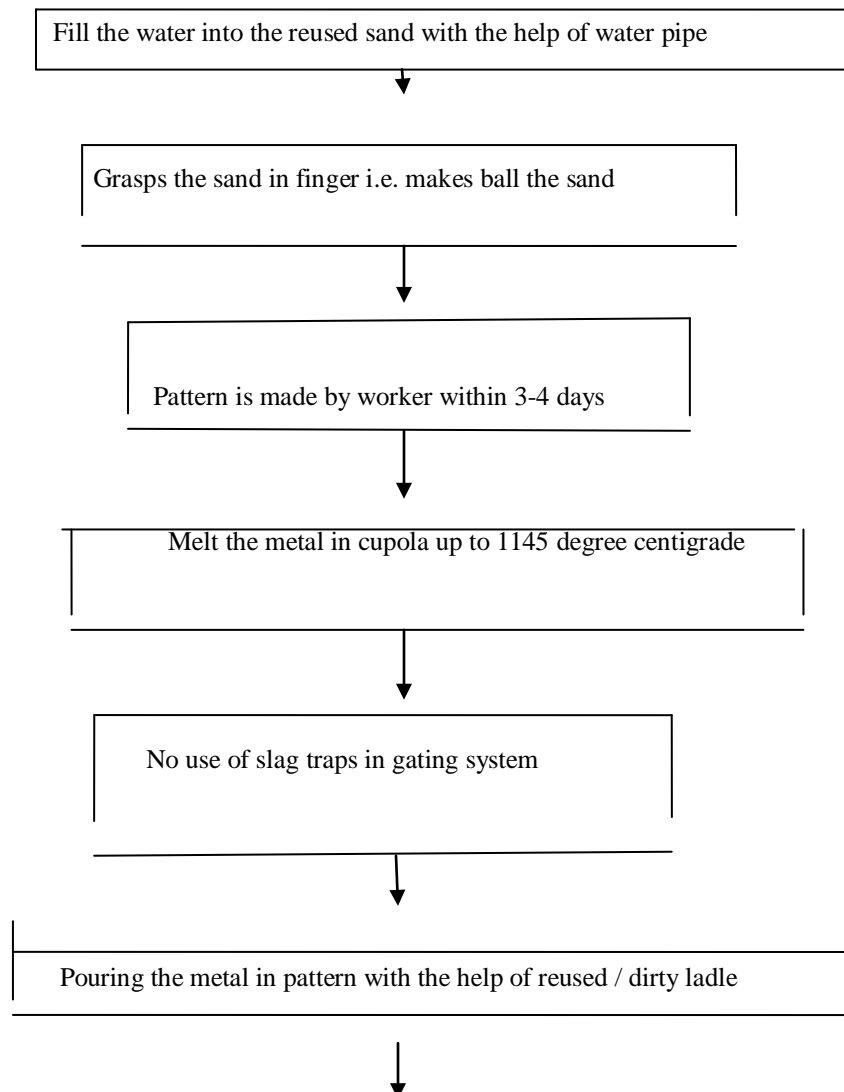 Fill the water into the reused sand with the help of water pipe
Grasps the sand in finger i.e. makes ball the sand
Pattern is made by worker within 3-4 days
Melt the metal in cupola up to 1145 degree centigrade
No use of slag traps in gating system
Pouring the metal in pattern with the help of reused / dirty ladle